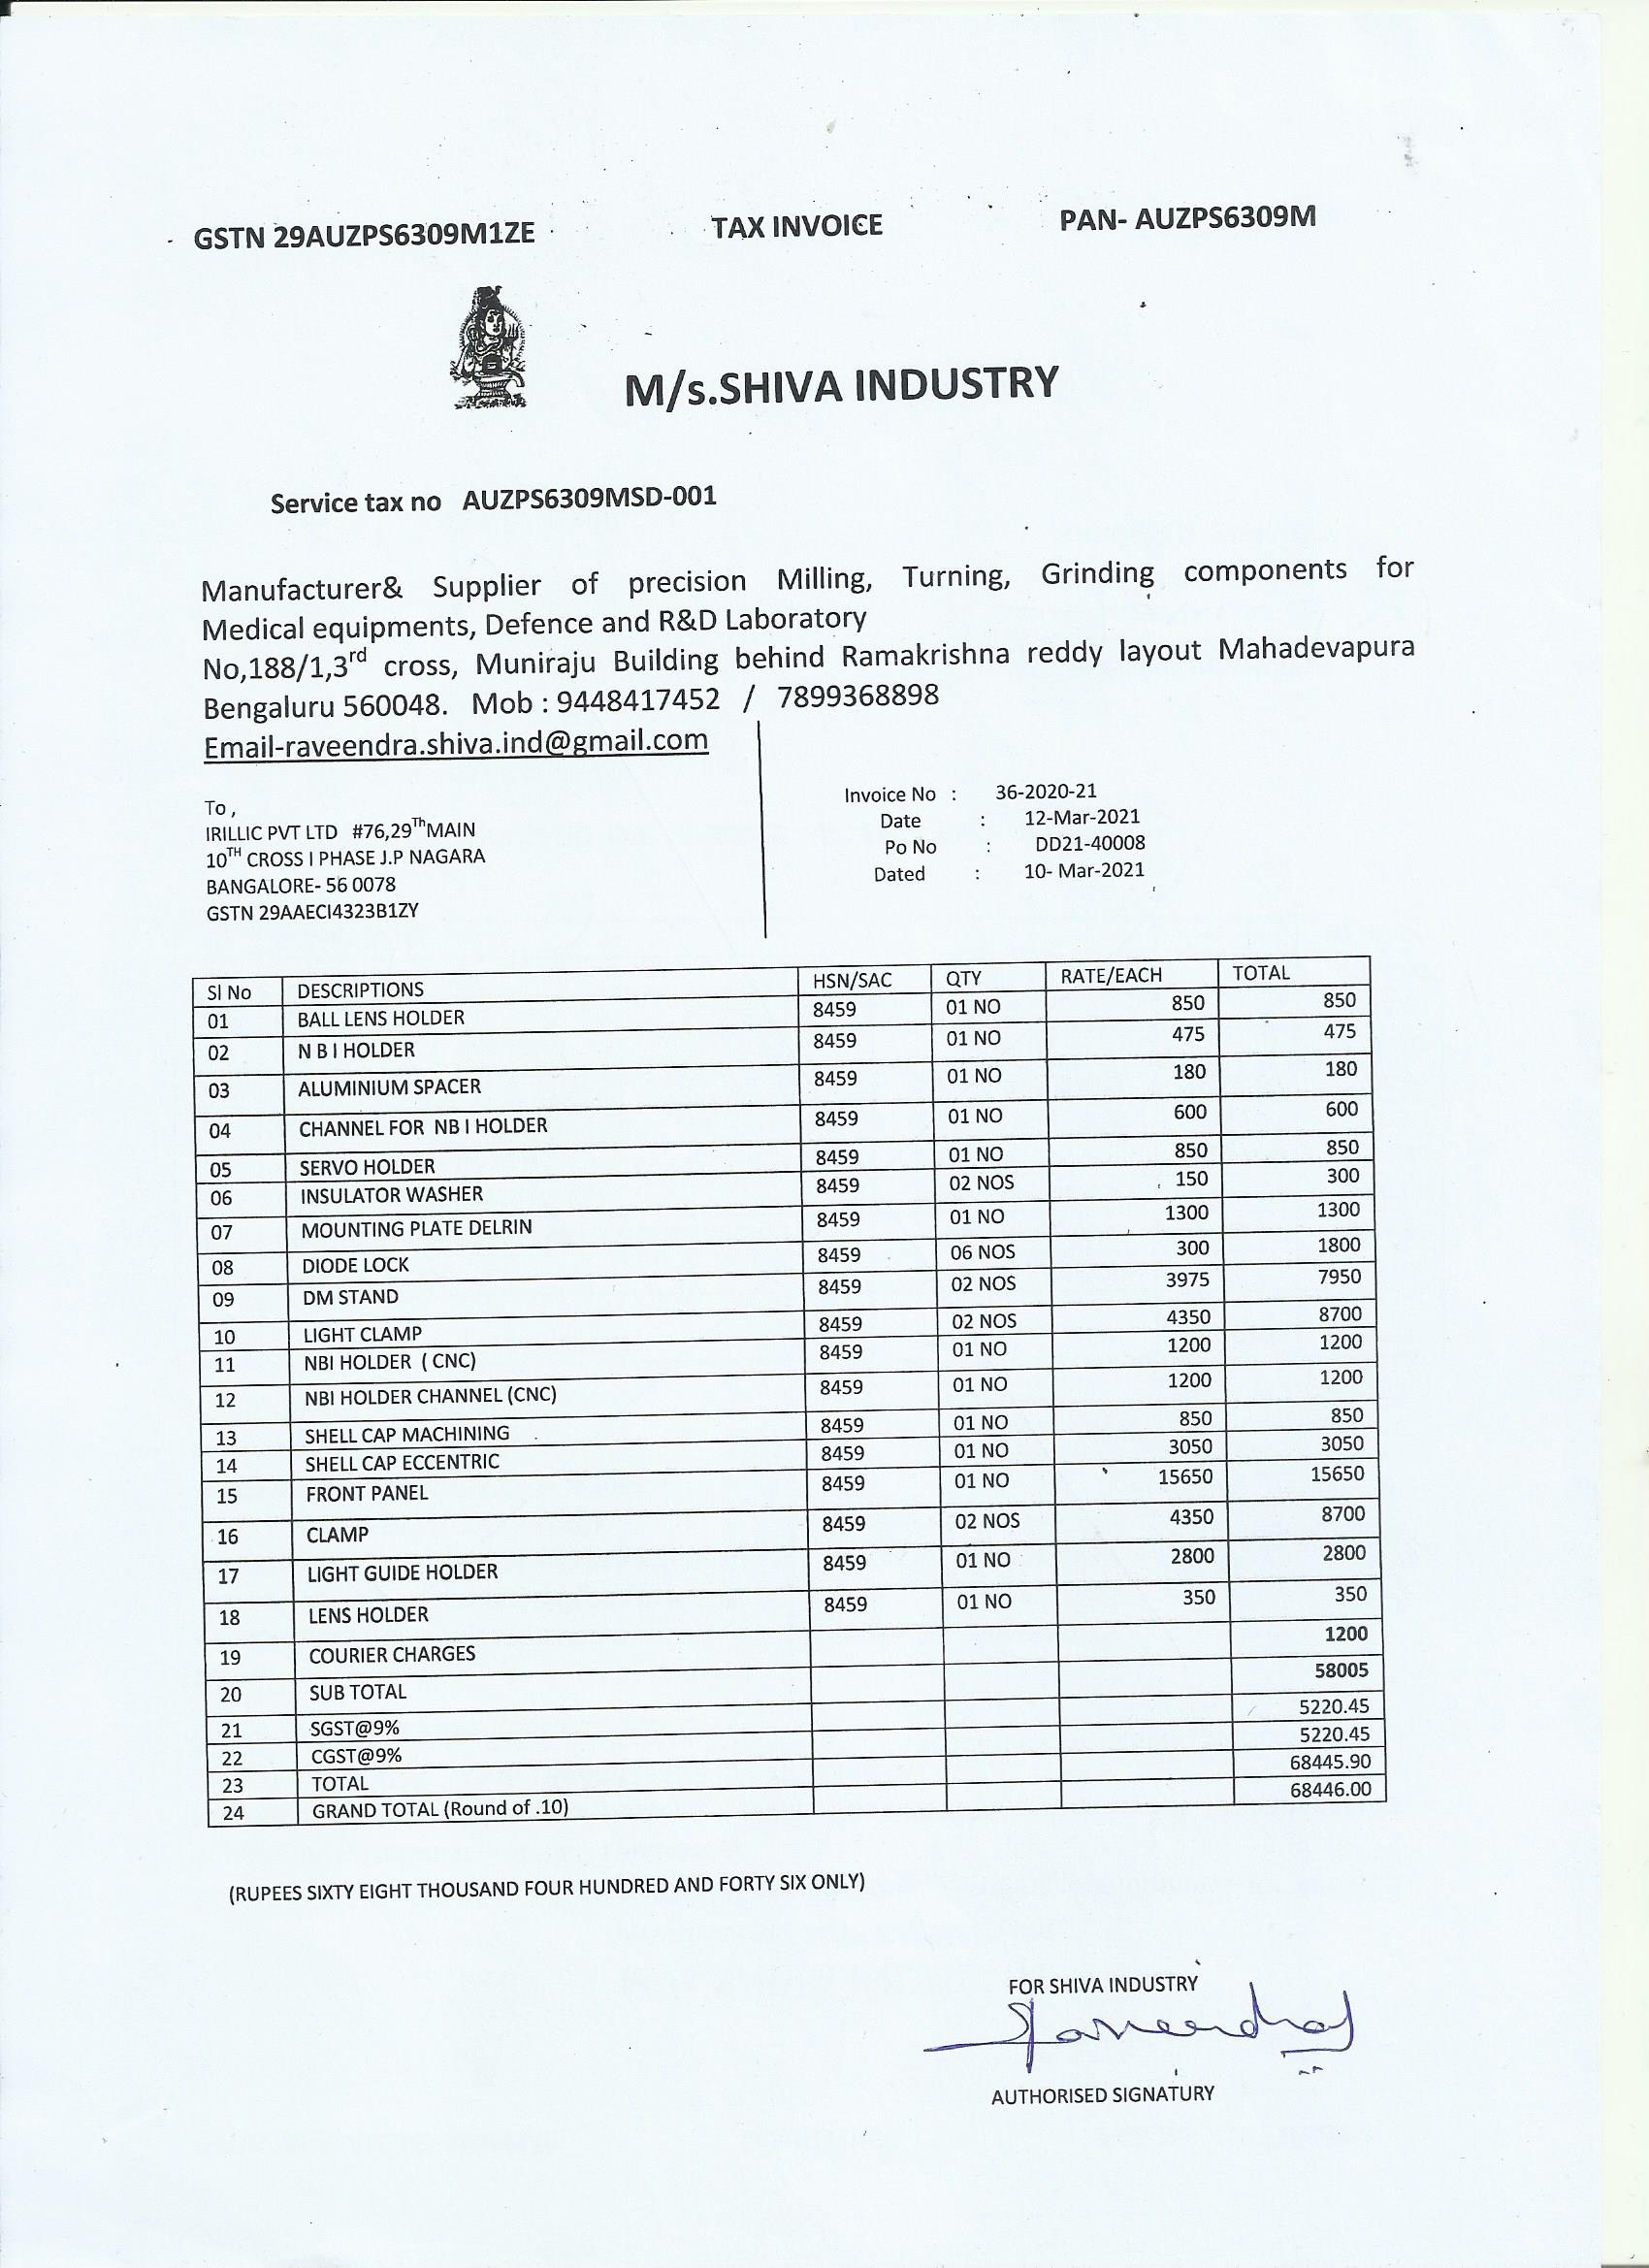 GSTN 29AUZPS6309M1ZE TAX INVOICE PAN- AUZPS6309M
M/s.SHIVA INDUSTRY
Service tax no AUZPS6309MSD-001
Manufacturer& Supplier of precision Milling, Turning, Grinding components for
Medical equipments, Defence and R&D Laboratory
No,188/1,3rd cross, Muniraju Building behind Ramakrishna reddy layout Mahadevapura
Bengaluru 560048. Mob : 9448417452 / 7899368898
Email-raveendra.shiva.ind@gmail.com
To ,
IRILLIC PVT LTD #76,29ThMAIN
10TH CROSS I PHASE J.P NAGARA
BANGALORE- 56 0078
GSTN 29AAECI4323B1ZY
Invoice No : 36-2020-21
Date : 12-Mar-2021
Po No : DD21-40008
Dated : 10- Mar-2021
Sl No DESCRIPTIONS HSN/SAC QTY RATE/EACH TOTAL
01 BALL LENS HOLDER 8459 01 NO 850 850
02 N B I HOLDER 8459 01 NO 475 475
03 ALUMINIUM SPACER 8459 01 NO 180 180
04 CHANNEL FOR NB I HOLDER 8459 01 NO 600 600
05 SERVO HOLDER 8459 01 NO 850 850
06 INSULATOR WASHER 8459 02 NOS 150 300
07 MOUNTING PLATE DELRIN 8459 01 NO 1300 1300
08 DIODE LOCK 8459 06 NOS 300 1800
09 DM STAND 8459 02 NOS 3975 7950
10 LIGHT CLAMP 8459 02 NOS 4350 8700
11 NBI HOLDER ( CNC) 8459 01 NO 1200 1200
12 NBI HOLDER CHANNEL (CNC) 8459 01 NO 1200 1200
13 SHELL CAP MACHINING 8459 01 NO 850 850
14 SHELL CAP ECCENTRIC 8459 01 NO 3050 3050
15 FRONT PANEL 8459 01 NO 15650 15650
16 CLAMP 8459 02 NOS 4350 8700
17 LIGHT GUIDE HOLDER 8459 01 NO 2800 2800
18 LENS HOLDER 8459 01 NO 350 350
19 COURIER CHARGES 1200
20 SUB TOTAL 58005
21 SGST@9% 5220.45
22 CGST@9% 5220.45
23 TOTAL 68445.90
24 GRAND TOTAL (Round of .10) 68446.00
(RUPEES SIXTY EIGHT THOUSAND FOUR HUNDRED AND FORTY SIX ONLY)
FOR SHIVA INDUSTRY
AUTHORISED SIGNATURY